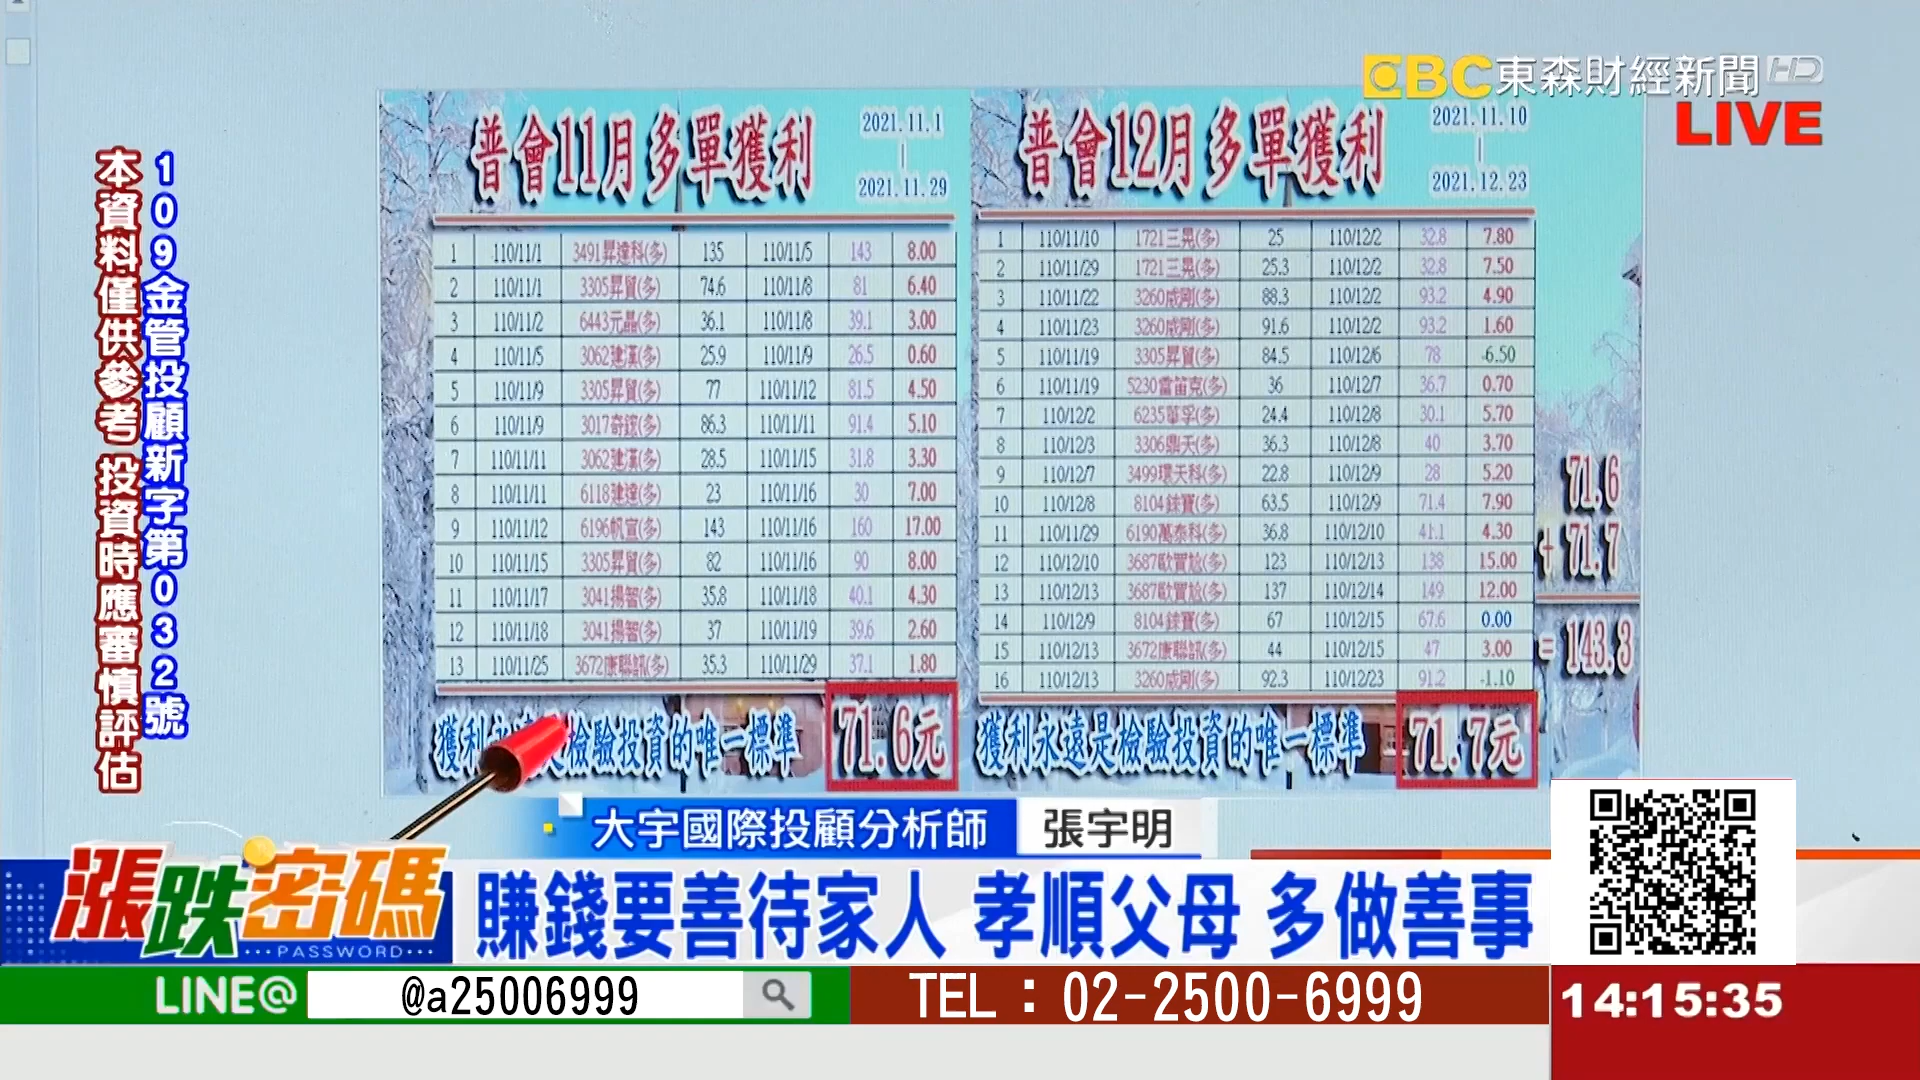 EBC東森財經新聞HD
LIVE
109金管投顧新字第032號
本資料僅供參考 投資時應審慎評估
普會11月多單獲利
2021.11.1
|
2021.11.29
1 110/11/1 3491昇達科(多) 135 110/11/5 143 8.00
2 110/11/1 3305昇貿(多) 74.6 110/11/8 81 6.40
3 110/11/2 6443元晶(多) 36.1 110/11/8 39.1 3.00
4 110/11/5 3062建漢(多) 25.9 110/11/9 26.5 0.60
5 110/11/9 3305昇貿(多) 77 110/11/12 81.5 4.50
6 110/11/9 3017奇鋐(多) 86.3 110/11/11 91.4 5.10
7 110/11/11 3062建漢(多) 28.5 110/11/15 31.8 3.30
8 110/11/11 6118建達(多) 23 110/11/16 30 7.00
9 110/11/12 6196帆宣(多) 143 110/11/16 160 17.00
10 110/11/15 3305昇貿(多) 82 110/11/16 90 8.00
11 110/11/17 3041揚智(多) 35.8 110/11/18 40.1 4.30
12 110/11/18 3041揚智(多) 37 110/11/19 39.6 2.60
13 110/11/25 3672康聯訊(多) 35.3 110/11/29 37.1 1.80
獲利永 是檢驗投資的唯一標準 71.6元
普會12月多單獲利
2021.11.10
|
2021.12.23
1 110/11/10 1721三晃(多) 25 110/12/2 32.8 7.80
2 110/11/29 1721三晃(多) 25.3 110/12/2 32.8 7.50
3 110/11/22 3260威剛(多) 88.3 110/12/2 93.2 4.90
4 110/11/23 3260威剛(多) 91.6 110/12/2 93.2 1.60
5 110/11/19 3305昇貿(多) 84.5 110/12/6 78 -6.50
6 110/11/19 5230雷笛克(多) 36 110/12/7 36.7 0.70
7 110/12/2 6235華孚(多) 24.4 110/12/8 30.1 5.70
8 110/12/3 3306鼎天(多) 36.3 110/12/8 40 3.70
9 110/12/7 3499環天科(多) 22.8 110/12/9 28 5.20
10 110/12/8 8104錸寶(多) 63.5 110/12/9 71.4 7.90
11 110/11/29 6190萬泰科(多) 36.8 110/12/10 41.1 4.30
12 110/12/10 3687歐買尬(多) 123 110/12/13 138 15.00
13 110/12/13 3687歐買尬(多) 137 110/12/14 149 12.00
14 110/12/9 8104錸寶(多) 67 110/12/15 67.6 0.00
15 110/12/13 3672康聯訊(多) 44 110/12/15 47 3.00
16 110/12/13 3260威剛(多) 92.3 110/12/23 91.2 -1.10
獲利永遠是檢驗投資的唯一標準 71.7元
71.6
+ 71.7
= 143.3
大宇國際投顧分析師 張宇明
漲跌密碼
PASSWORD
賺錢要善待家人 孝順父母 多做善事
LINE@ @a25006999
TEL：02-2500-6999
14:15:35